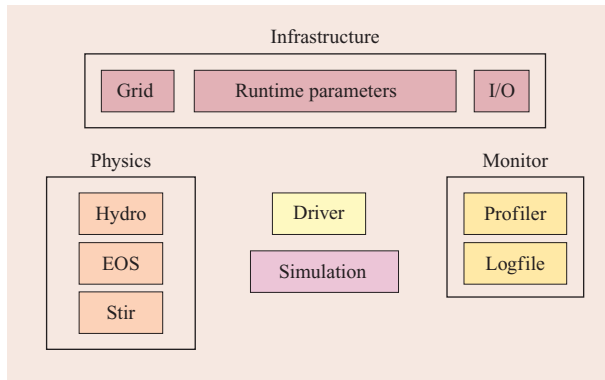 Infrastructure
Grid Runtime parameters I/O
Physics Monitor
Hydro Driver Profiler
EOS Simulation Logfile
Stir